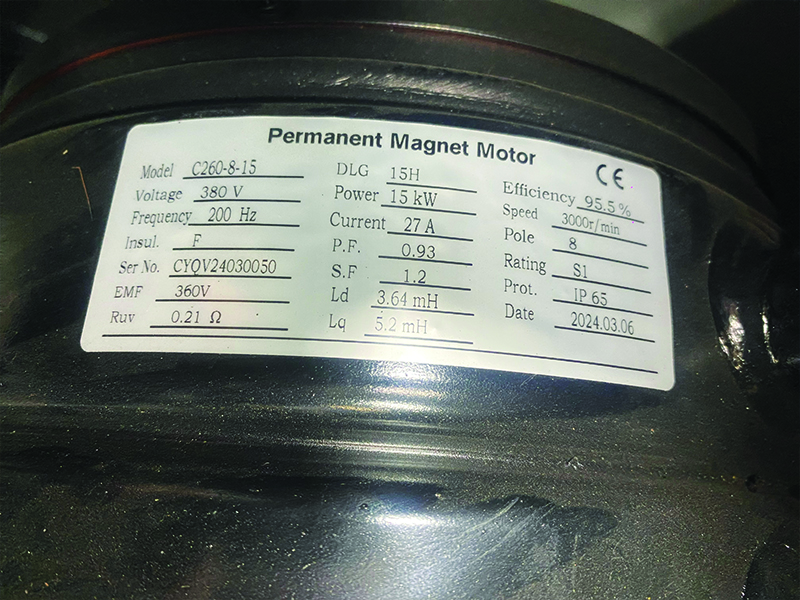 Permanent Magnet Motor
CE
Model C260-8-15 DLG 15H Efficiency 95.5 %
Voltage 380 V Power 15 kW Speed 3000r/min
Frequency 200 Hz Current 27 A Pole 8
Insul. F P.F. 0.93 Rating S1
Ser No. CYQV24030050 S.F 1.2 Prot. IP 65
EMF 360V Ld 3.64 mH Date 2024.03.06
Ruv 0.21 Ω Lq 5.2 mH